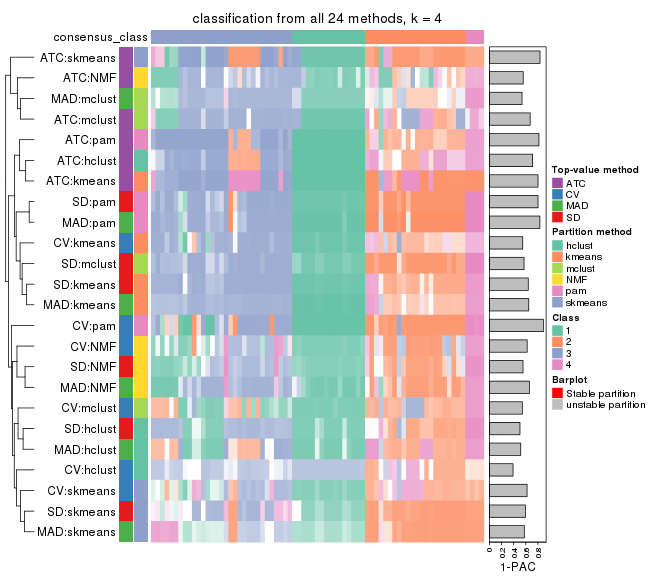 classification from all 24 methods, k = 4
consensus_class
ATC:skmeans
ATC:NMF
MAD:mclust
ATC:mclust
ATC:pam
ATC:hclust
ATC:kmeans
SD:pam
MAD:pam
CV:kmeans
SD:mclust
SD:kmeans
MAD:kmeans
CV:pam
CV:NMF
SD:NMF
MAD:NMF
CV:mclust
SD:hclust
MAD:hclust
CV:hclust
CV:skmeans
SD:skmeans
MAD:skmeans
0 0.2 0.4 0.6 0.8
1-PAC
Top-value method
ATC
CV
MAD
SD
Partition method
hclust
kmeans
mclust
NMF
pam
skmeans
Class
1
2
3
4
Barplot
Stable partition
unstable partition